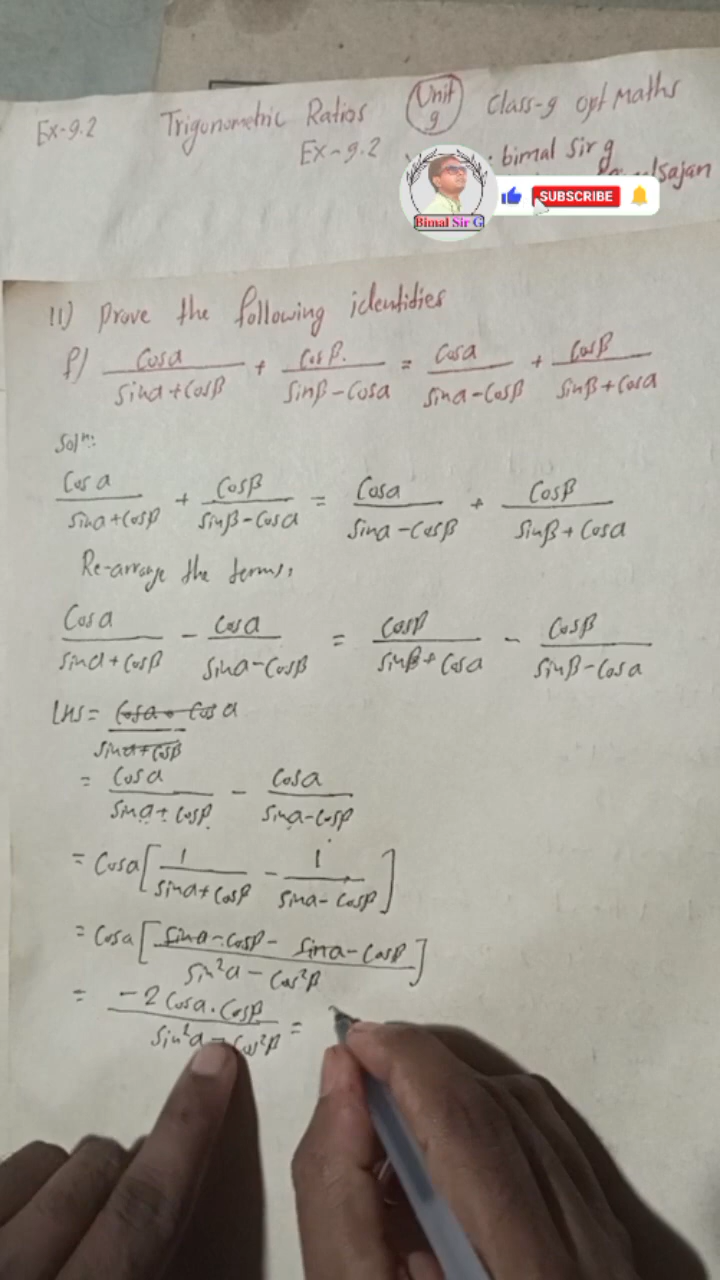 Ex-9.2 Trigonometric Ratios Unit 9 Class-9 opt Maths
Ex-9.2 : bimal sir g
lsajan
Bimal Sir G SUBSCRIBE
11) prove the following identities
f) Cosα/(sinα+Cosβ) + Cosβ./(sinβ-Cosα) = Cosα/(sinα-Cosβ) + Cosβ/(sinβ+Cosα)
Solⁿ:
Cosα/(sinα+Cosβ) + Cosβ/(sinβ-Cosα) = Cosα/(sinα-Cosβ) + Cosβ/(sinβ+Cosα)
Re-arrange the terms,
Cosα/(sinα+Cosβ) - Cosα/(sinα-Cosβ) = Cosβ/(sinβ+Cosα) - Cosβ/(sinβ-Cosα)
LHS =
= Cosα/(sinα+Cosβ) - Cosα/(sinα-Cosβ)
= Cosα[1/(sinα+Cosβ) - 1/(sinα-Cosβ)]
= Cosα[(sinα-Cosβ - sinα-Cosβ)/(sin²α-Cos²β)]
= -2Cosα.Cosβ/(sin²α-Cos²β) =